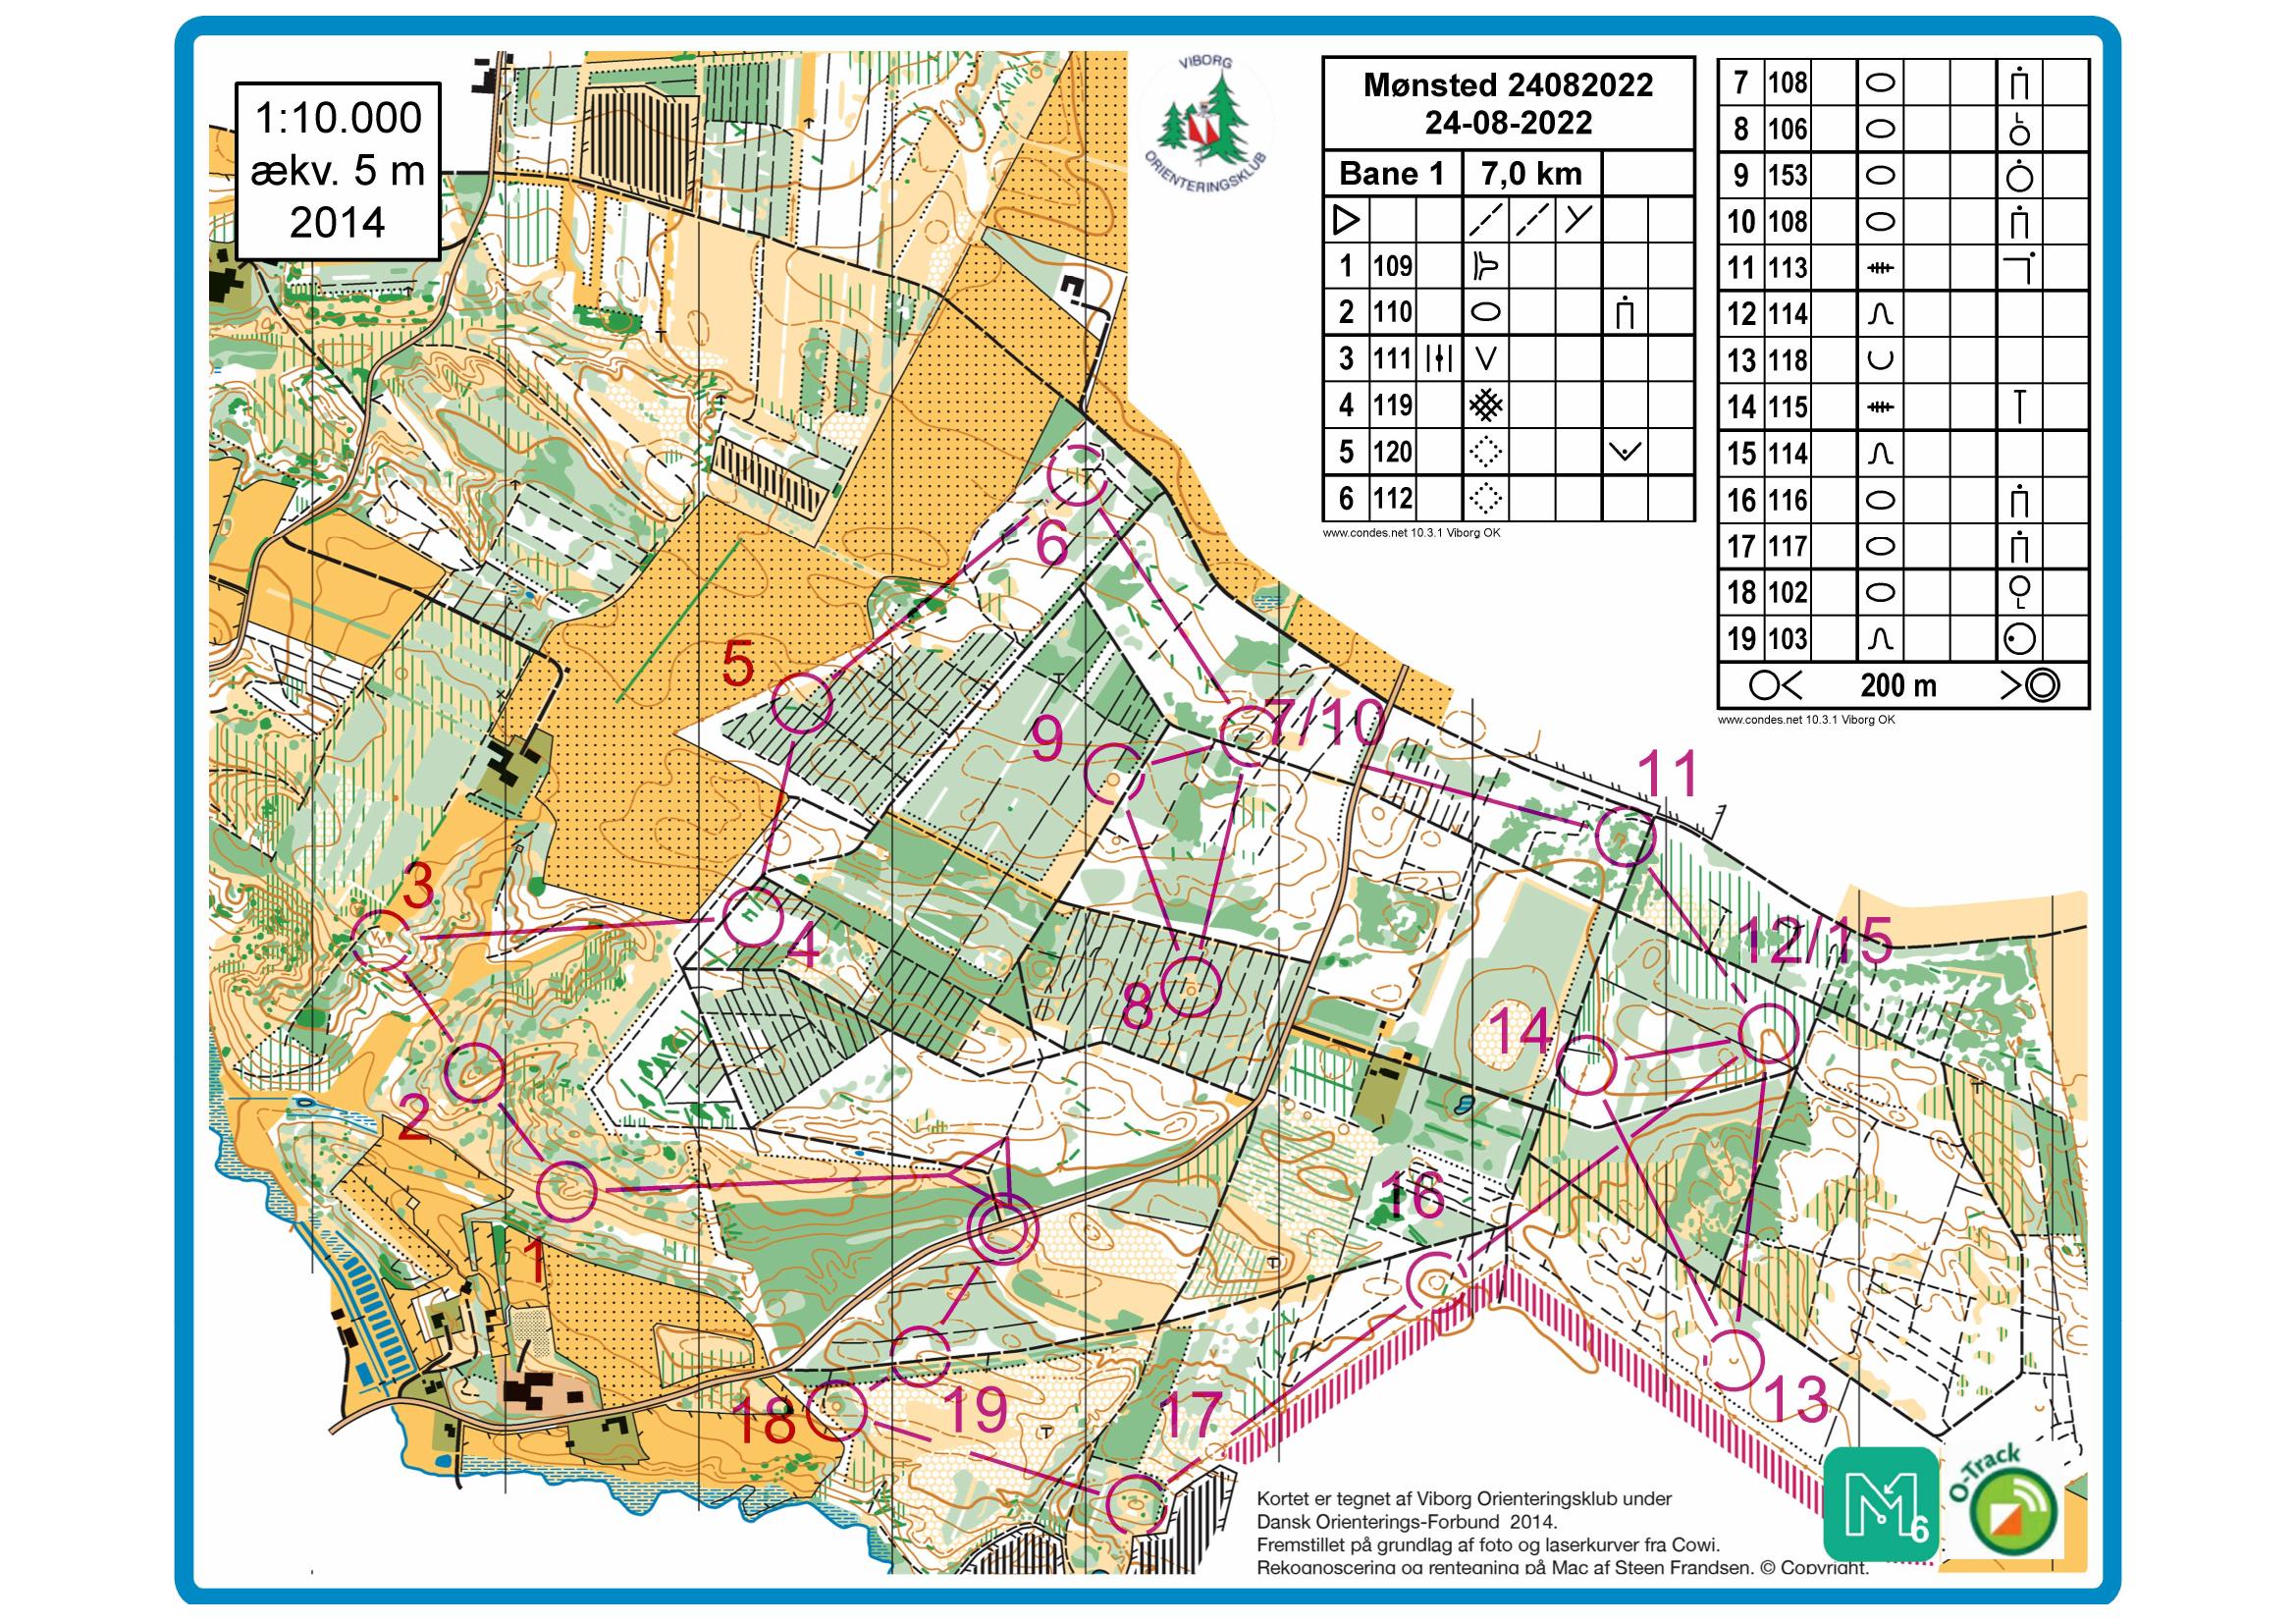 1:10.000
ækv. 5 m
2014
VIBORG
ORIENTERINGSKLUB
Mønsted 24082022
24-08-2022
Bane 1 7,0 km
1 109
2 110
3 111
4 119
5 120
6 112
www.condes.net 10.3.1 Viborg OK
7 108
8 106
9 153
10 108
11 113
12 114
13 118
14 115
15 114
16 116
17 117
18 102
19 103
200 m
www.condes.net 10.3.1 Viborg OK
6
5
7/10
9
11
3
4
12/15
8
14
2
16
1
13
19
18
17
Kortet er tegnet af Viborg Orienteringsklub under
Dansk Orienterings-Forbund 2014.
Fremstillet på grundlag af foto og laserkurver fra Cowi.
Rekognoscering og rentegning på Mac af Steen Frandsen. © Copyright.
M6
O-Track